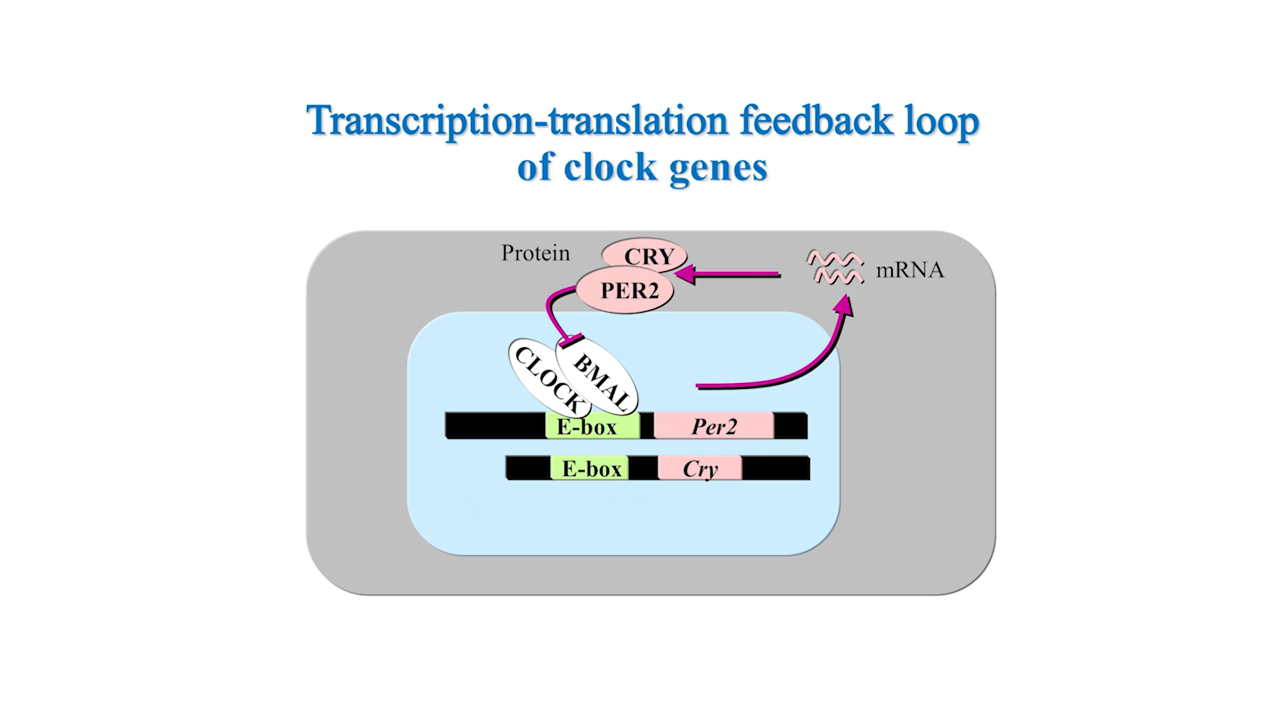 Transcription-translation feedback loop
of clock genes
Protein
CRY
PER2
mRNA
CLOCK
BMAL
E-box
Per2
E-box
Cry